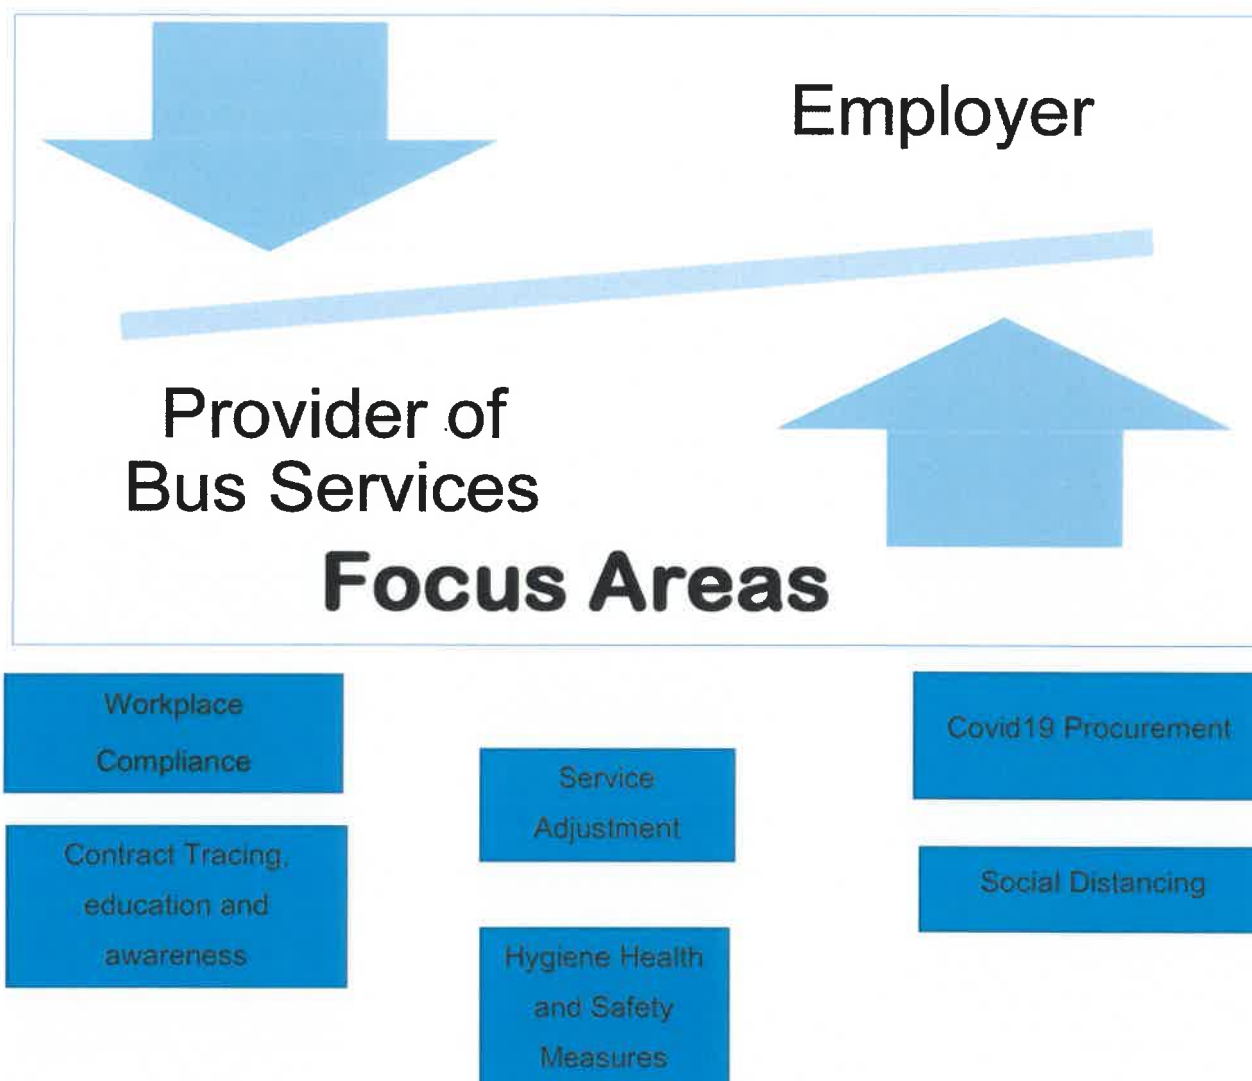 Employer
Provider of
Bus Services
Focus Areas
Workplace
Compliance
Contract Tracing,
education and
awareness
Service
Adjustment
Hygiene Health
and Safety
Measures
Covid19 Procurement
Social Distancing